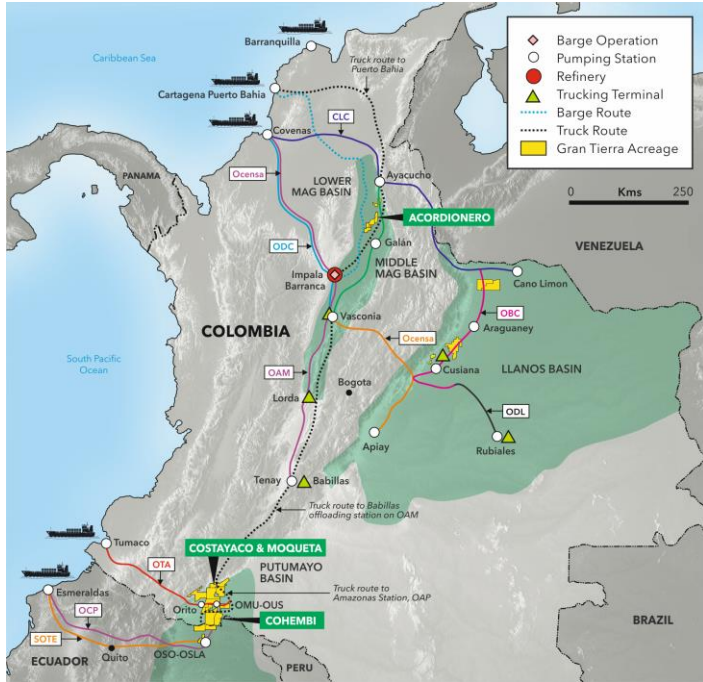 Caribbean Sea
Barranquilla
Truck route to
Puerto Bahia
Cartagena Puerto Bahia
Covenas
CLC
Barge Operation
Pumping Station
Refinery
Trucking Terminal
Barge Route
Truck Route
Gran Tierra Acreage
0 Kms 250
PANAMA
Ocensa
LOWER
MAG BASIN
Ayacucho
ACORDIONERO
VENEZUELA
ODC
Galán
Impala
Barranca
MIDDLE
MAG BASIN
Cano Limon
COLOMBIA
Vasconia
Ocensa
OBC
Araguaney
South Pacific
Ocean
OAM
Cusiana
LLANOS BASIN
Bogota
Lorda
ODL
Apiay
Rubiales
Tenay
Babillas
Truck route to Babillas
offloading station on OAM
Tumaco
COSTAYACO & MOQUETA
OTA
PUTUMAYO
BASIN
Esmeraldas
Truck route to
Amazonas Station, OAP
Orito
OMU-OUS
OCP
COHEMBI
SOTE
BRAZIL
ECUADOR
Quito
OSO-OSLA
PERU